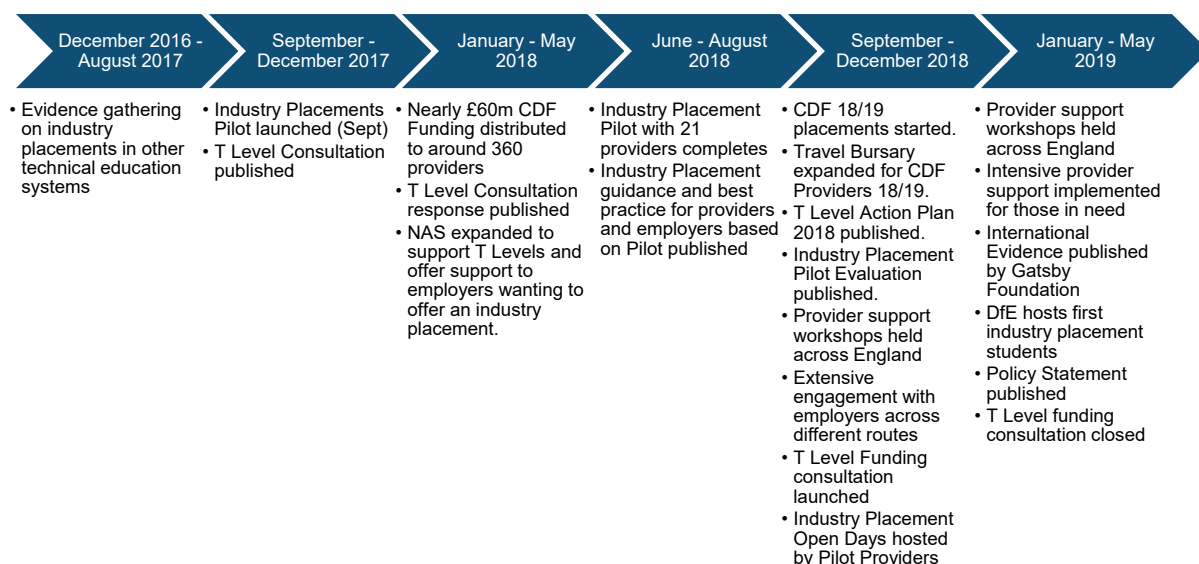 December 2016 -
August 2017
September -
December 2017
January - May
2018
June - August
2018
September -
December 2018
January - May
2019
• Evidence gathering
on industry
placements in other
technical education
systems
• Industry Placements
Pilot launched (Sept)
• T Level Consultation
published
• Nearly £60m CDF
Funding distributed
to around 360
providers
• T Level Consultation
response published
• NAS expanded to
support T Levels and
offer support to
employers wanting to
offer an industry
placement.
• Industry Placement
Pilot with 21
providers completes
• Industry Placement
guidance and best
practice for providers
and employers based
on Pilot published
• CDF 18/19
placements started.
• Travel Bursary
expanded for CDF
Providers 18/19.
• T Level Action Plan
2018 published.
• Industry Placement
Pilot Evaluation
published.
• Provider support
workshops held
across England
• Extensive
engagement with
employers across
different routes
• T Level Funding
consultation
launched
• Industry Placement
Open Days hosted
by Pilot Providers
• Provider support
workshops held
across England
• Intensive provider
support implemented
for those in need
• International
Evidence published
by Gatsby
Foundation
• DfE hosts first
industry placement
students
• Policy Statement
published
• T Level funding
consultation closed